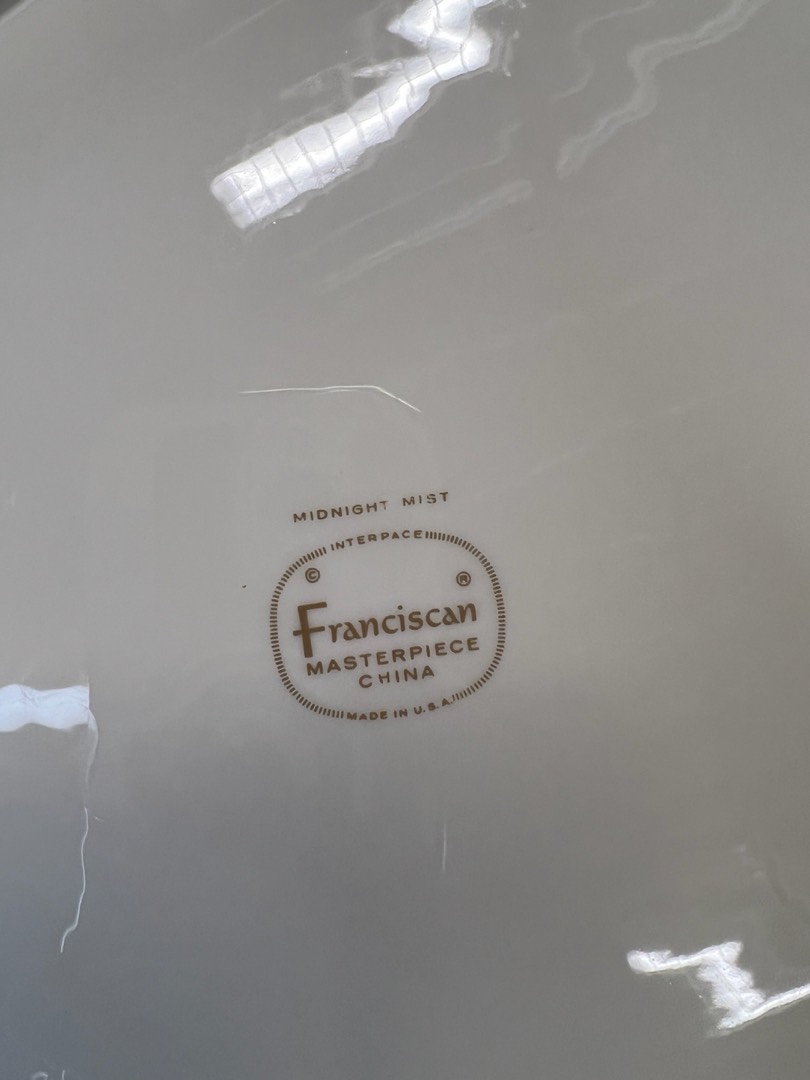 MIDNIGHT MIST
INTERPACE
© ®
Franciscan
MASTERPIECE
CHINA
MADE IN U.S.A.